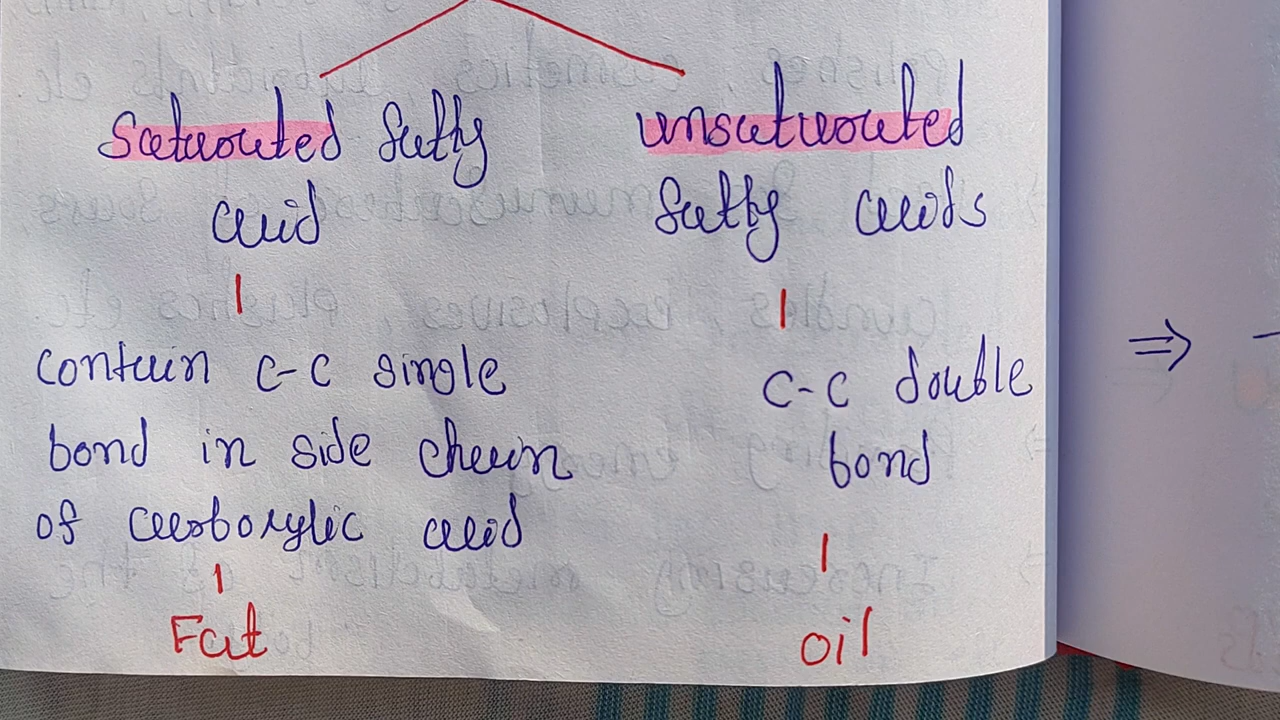 Saturated fatty
acid
contain C-C single
bond in side chain
of carboxylic acid
Fat
unsaturated
fatty acids
C-C double
bond
oil
⇒